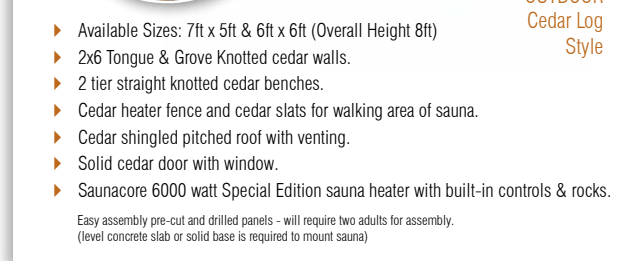 OUTDOOR
Cedar Log
Style
Available Sizes: 7ft x 5ft & 6ft x 6ft (Overall Height 8ft)
2x6 Tongue & Grove Knotted cedar walls.
2 tier straight knotted cedar benches.
Cedar heater fence and cedar slats for walking area of sauna.
Cedar shingled pitched roof with venting.
Solid cedar door with window.
Saunacore 6000 watt Special Edition sauna heater with built-in controls & rocks.
Easy assembly pre-cut and drilled panels - will require two adults for assembly.
(level concrete slab or solid base is required to mount sauna)